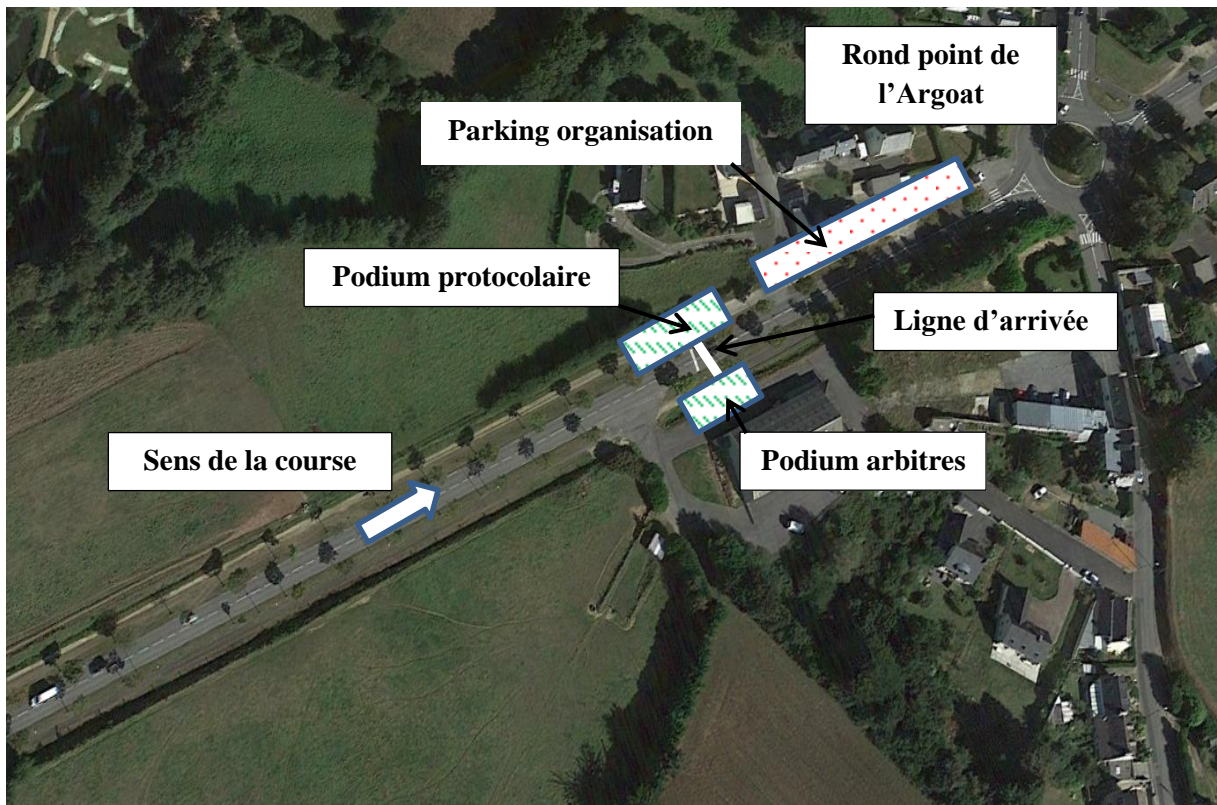 Rond point de
l’Argoat
Parking organisation
Podium protocolaire
Ligne d’arrivée
Sens de la course
Podium arbitres